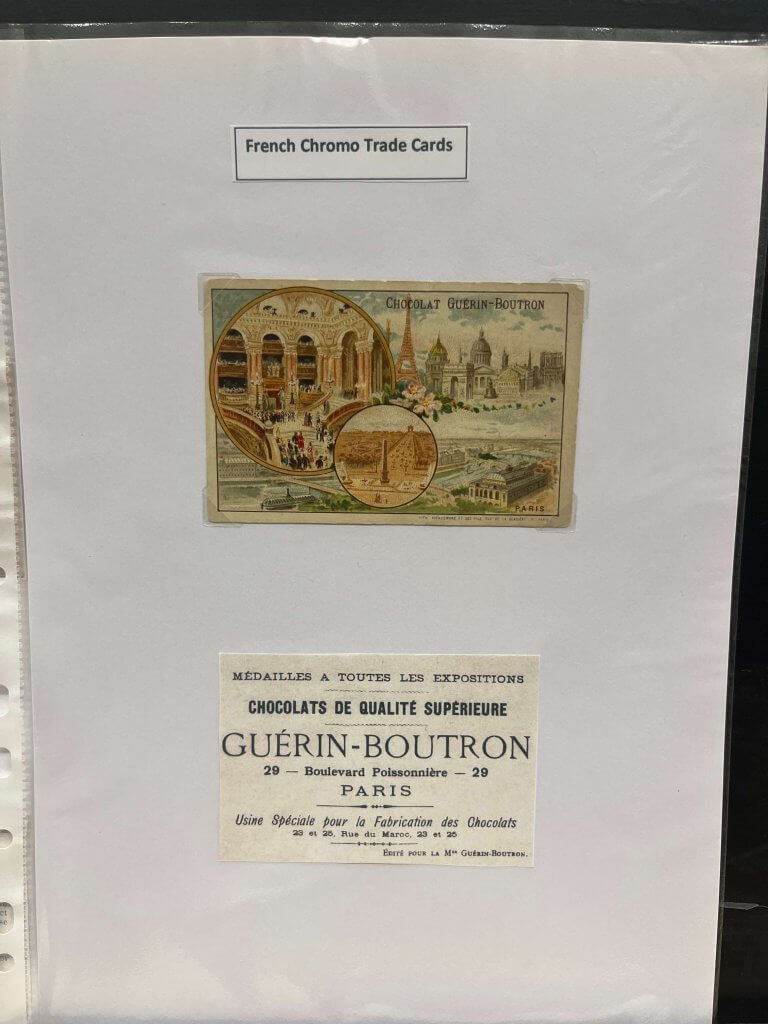 French Chromo Trade Cards
CHOCOLAT GUÉRIN-BOUTRON
PARIS
MÉDAILLES A TOUTES LES EXPOSITIONS
CHOCOLATS DE QUALITÉ SUPÉRIEURE
GUÉRIN-BOUTRON
29 — Boulevard Poissonnière — 29
PARIS
Usine Spéciale pour la Fabrication des Chocolats
23 et 25, Rue du Maroc, 23 et 25
ÉDITÉ POUR LA Mon GUÉRIN-BOUTRON.